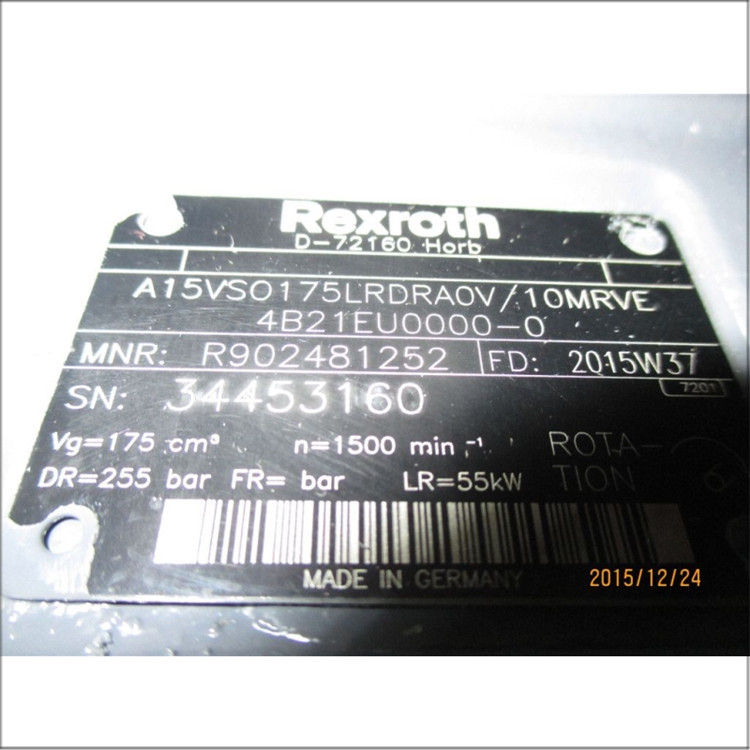 Rexroth
D-72160 Horb
A15VSO175LRDRA0V/10MRVE
4B21EU0000-0
MNR: R902481252 FD: 2015W37
7201
SN: 34453160
Vg=175 cm³ n=1500 min⁻¹ ROTA-
DR=255 bar FR= bar LR=55kW TION
MADE IN GERMANY
2015/12/24